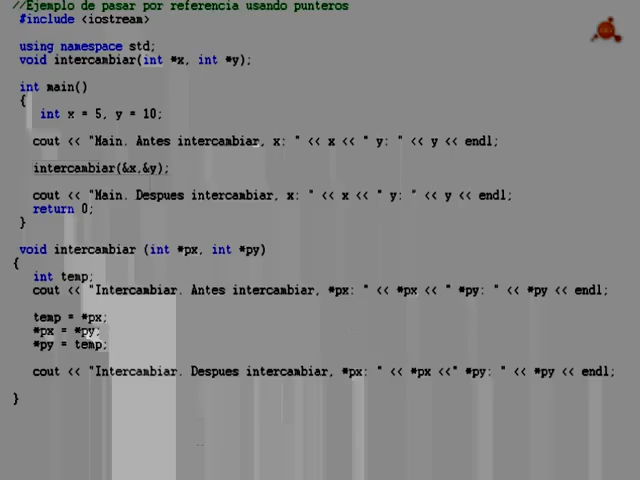 //Ejemplo de pasar por referencia usando punteros
#include <iostream>
using namespace std;
void intercambiar(int *x, int *y);
int main()
{
int x = 5, y = 10;
cout << "Main. Antes intercambiar, x: " << x << " y: " << y << endl;
intercambiar(&x,&y);
cout << "Main. Despues intercambiar, x: " << x << " y: " << y << endl;
return 0;
}
void intercambiar (int *px, int *py)
{
int temp;
cout << "Intercambiar. Antes intercambiar, *px: " << *px << " *py: " << *py << endl;
temp = *px;
*px = *py;
*py = temp;
cout << "Intercambiar. Despues intercambiar, *px: " << *px <<" *py: " << *py << endl;
}